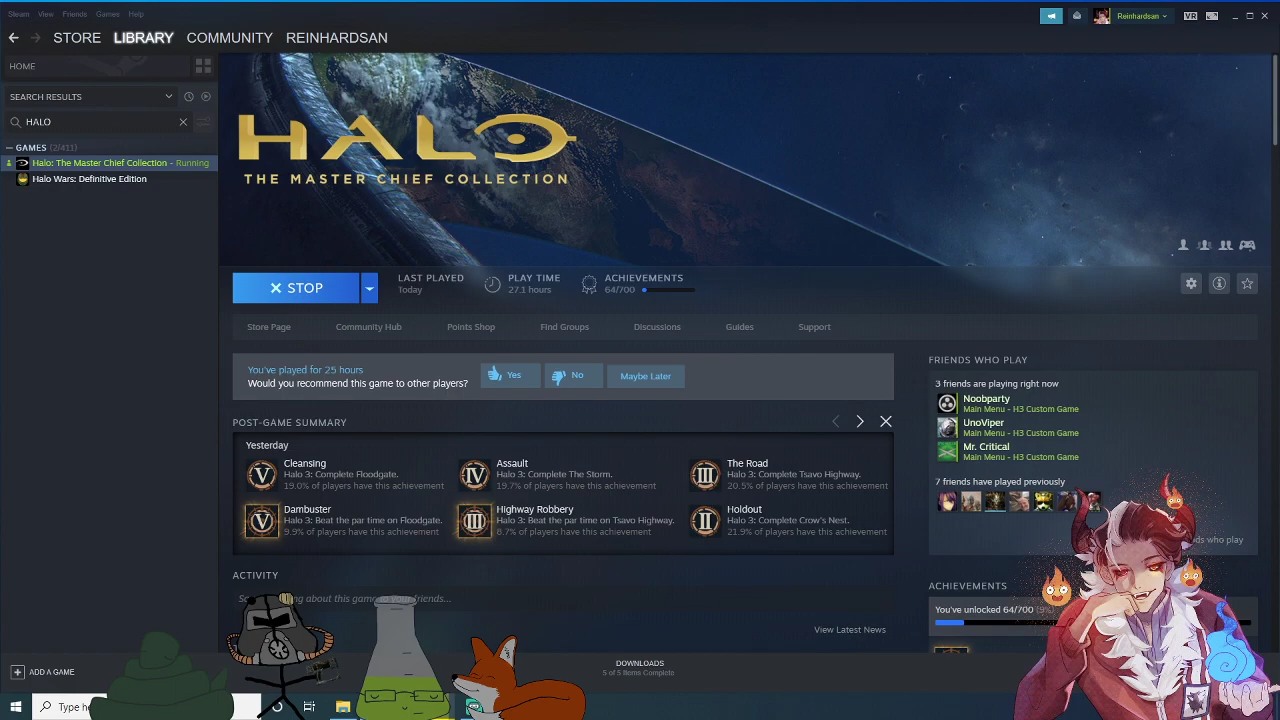 Steam View Friends Games Help
Reinhardsan
VR
STORE LIBRARY COMMUNITY REINHARDSAN
HOME
SEARCH RESULTS
HALO
GAMES (2/411)
Halo: The Master Chief Collection - Running
Halo Wars: Definitive Edition
HALO
THE MASTER CHIEF COLLECTION
STOP
LAST PLAYED
Today
PLAY TIME
27.1 hours
ACHIEVEMENTS
64/700
Store Page Community Hub Points Shop Find Groups Discussions Guides Support
You've played for 25 hours
Would you recommend this game to other players?
Yes No Maybe Later
POST-GAME SUMMARY
Yesterday
Cleansing
Halo 3: Complete Floodgate.
19.0% of players have this achievement
Assault
Halo 3: Complete The Storm.
19.7% of players have this achievement
The Road
Halo 3: Complete Tsavo Highway.
20.5% of players have this achievement
Dambuster
Halo 3: Beat the par time on Floodgate.
9.9% of players have this achievement
Highway Robbery
Halo 3: Beat the par time on Tsavo Highway.
8.7% of players have this achievement
Holdout
Halo 3: Complete Crow's Nest.
21.9% of players have this achievement
ACTIVITY
about this game to your friends...
View Latest News
FRIENDS WHO PLAY
3 friends are playing right now
Noobparty
Main Menu - H3 Custom Game
UnoViper
Main Menu - H3 Custom Game
Mr. Critical
Main Menu - H3 Custom Game
7 friends have played previously
who play
ACHIEVEMENTS
You've unlocked 64/700 (9%)
ADD A GAME
DOWNLOADS
5 of 5 Items Complete
Type